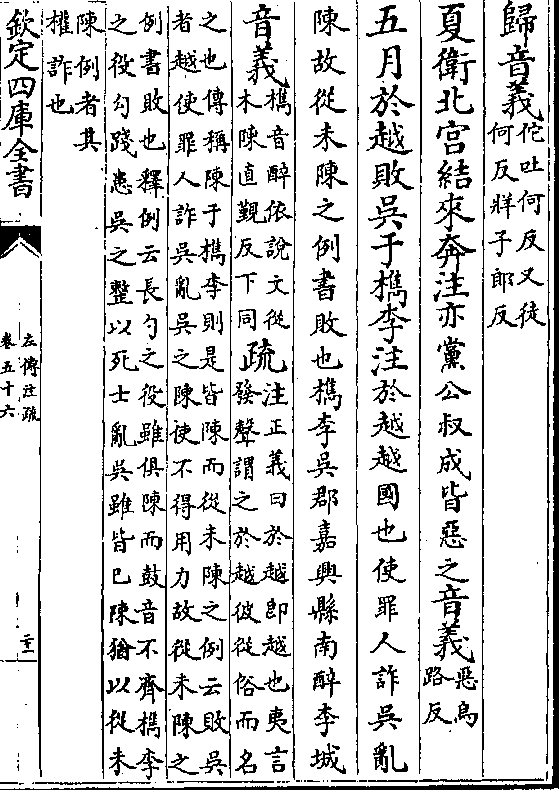 歸音義佗吐何反又徒
何反牂子郎反
夏衛北宮結來奔注亦黨公叔戍皆惡之音義惡烏
路反
五月於越敗吳于檇李注於越越國也使罪人詐吳亂
陳故從未陳之例書敗也檇李吳郡嘉興縣南醉李城
音義檇音醉依說文從
木陳直覲反下同疏注正義曰於越即越也夷言
發聲謂之於越彼從俗而名
之也傳稱陳于檇李則是皆陳而從未陳之例云敗吳
者越使罪人詐吳亂吳之陳使不得用力故從未陳之
例書敗也釋例云長勺之役雖俱陳而鼓音不齊檇李
之役勾踐患吳之整以死士亂吳雖皆已陳猶以從未
陳例者其
權詐也
欽定四庫全書
左傳注疏
卷五十六
二十二